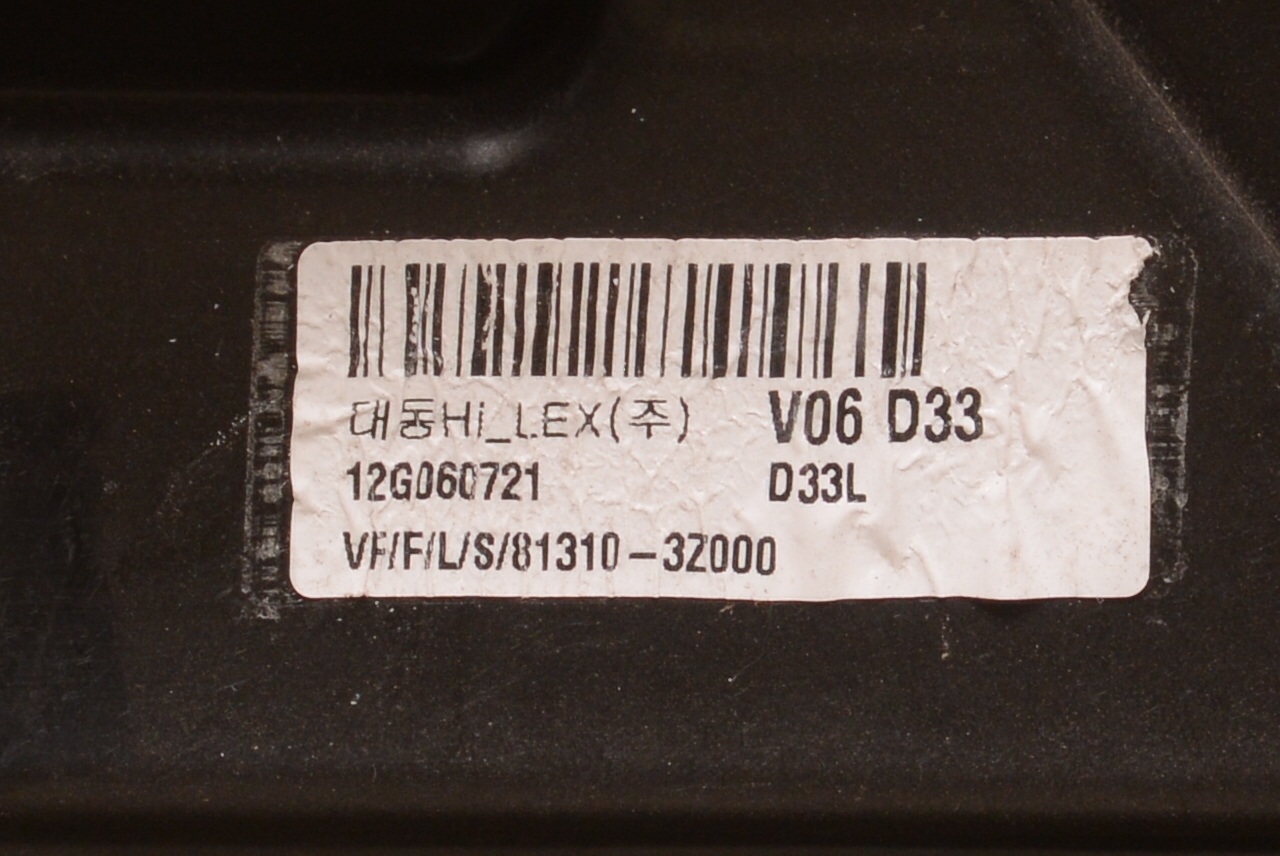 대동Hi_LEX(주) V06 D33
12G060721 D33L
VF/F/L/S/81310-3Z000